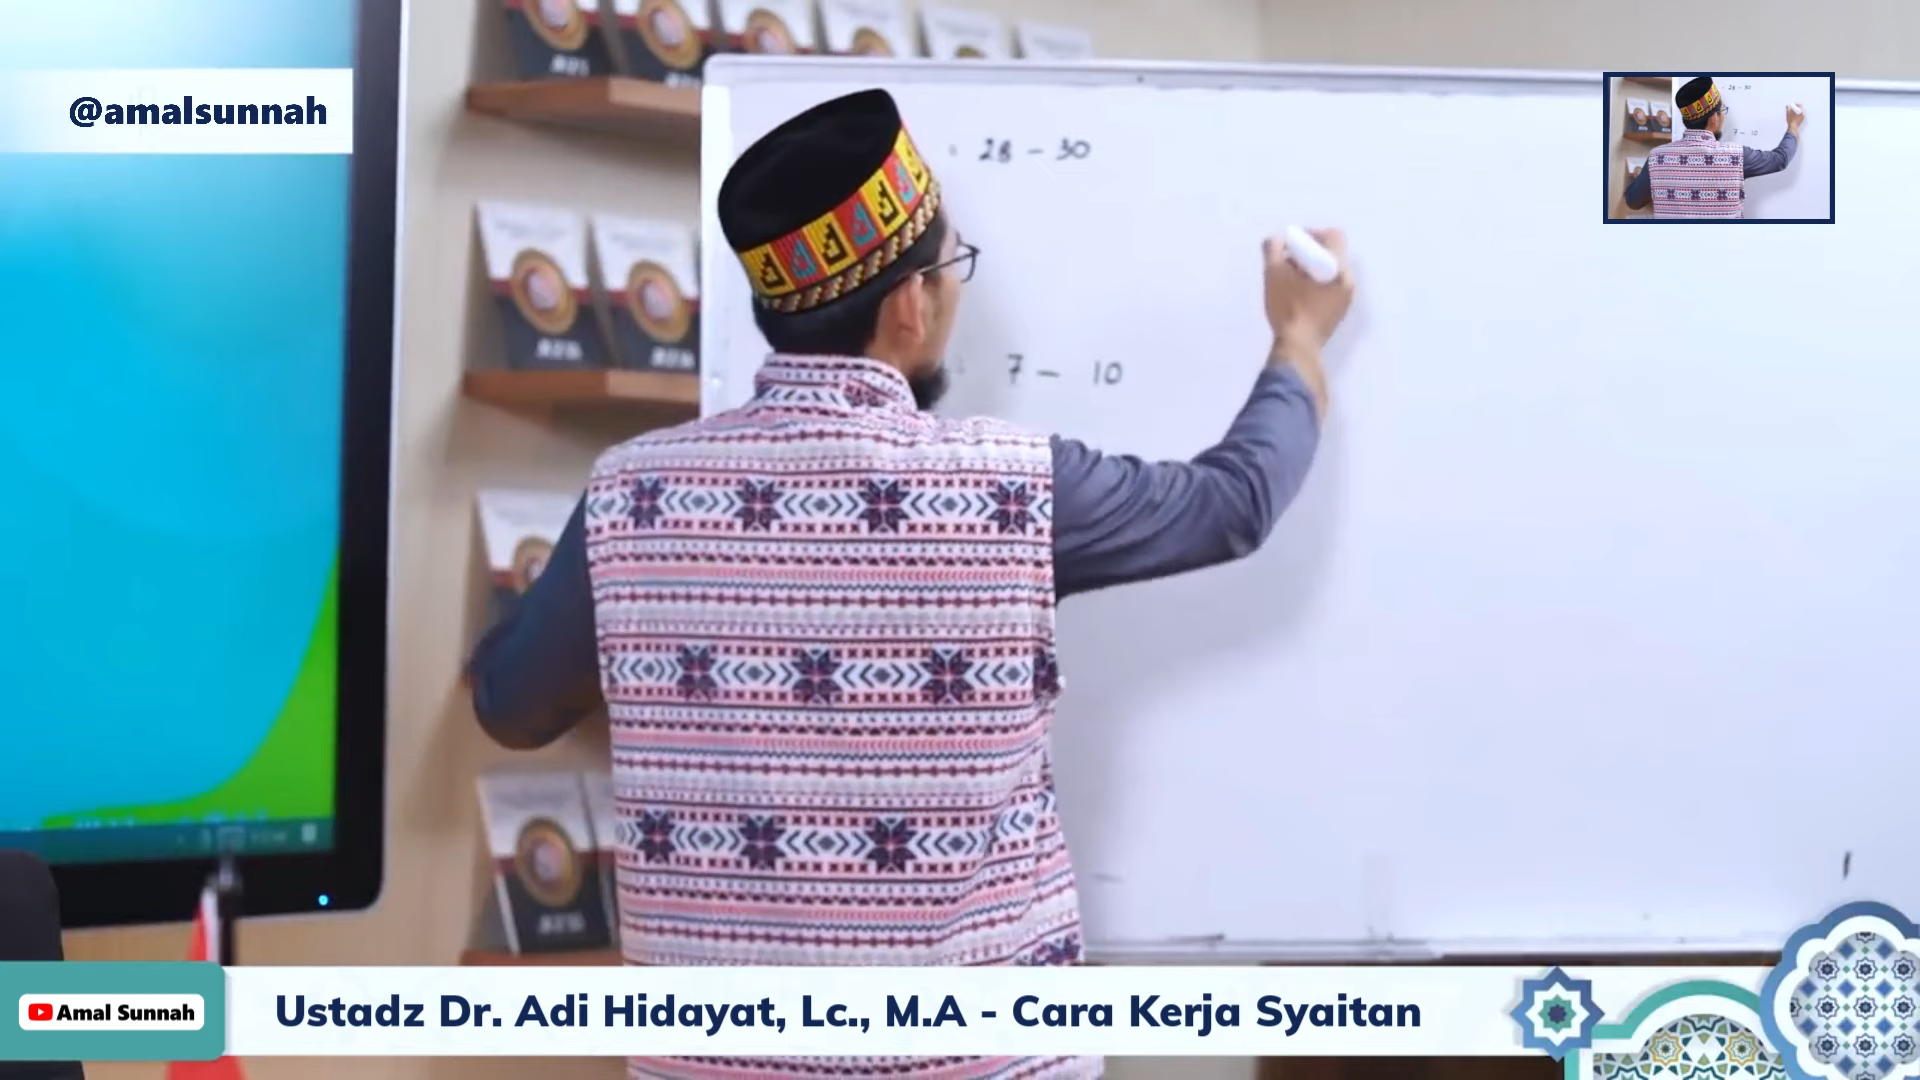 @amalsunnah
: 28 - 30
: 7 - 10
Amal Sunnah
Ustadz Dr. Adi Hidayat, Lc., M.A - Cara Kerja Syaitan